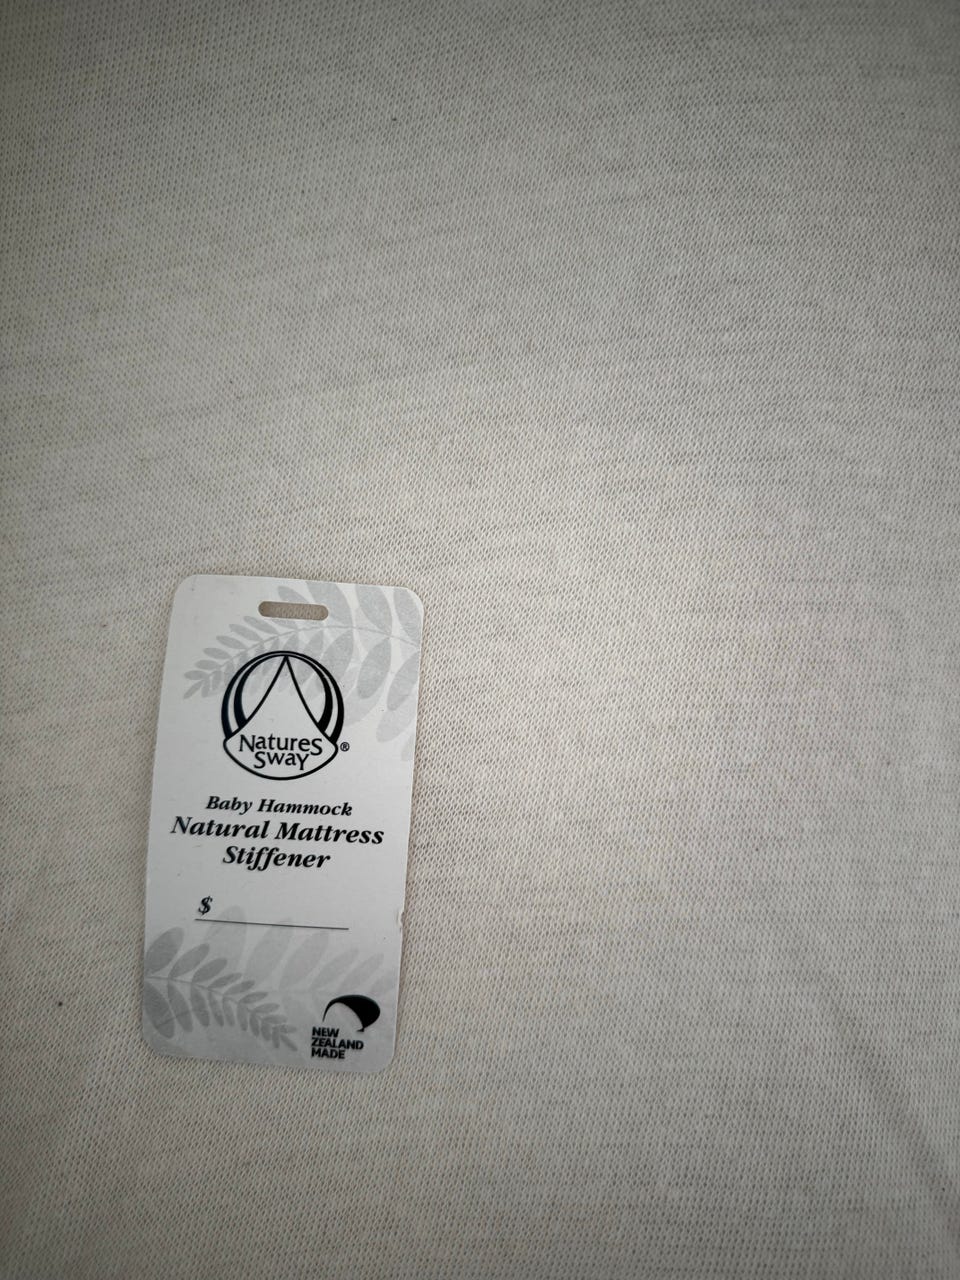 Natures
Sway ®
Baby Hammock
Natural Mattress
Stiffener
$
NEW
ZEALAND
MADE